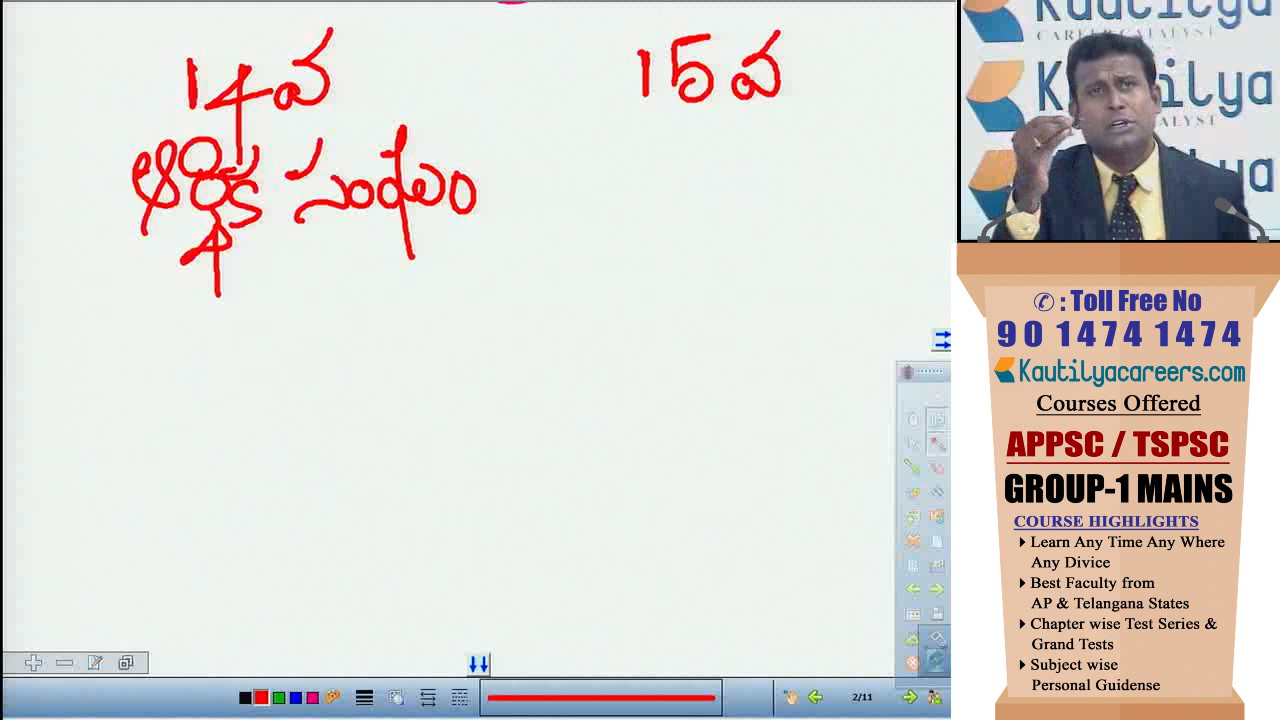 14వ
15వ
ఆర్థిక సంఘం
Kautilya
CAREER CATALYST
✆ : Toll Free No
90 1474 1474
Kautilyacareers.com
Courses Offered
APPSC / TSPSC
GROUP-1 MAINS
COURSE HIGHLIGHTS
Learn Any Time Any Where
Any Divice
Best Faculty from
AP & Telangana States
Chapter wise Test Series &
Grand Tests
Subject wise
Personal Guidense
2/11